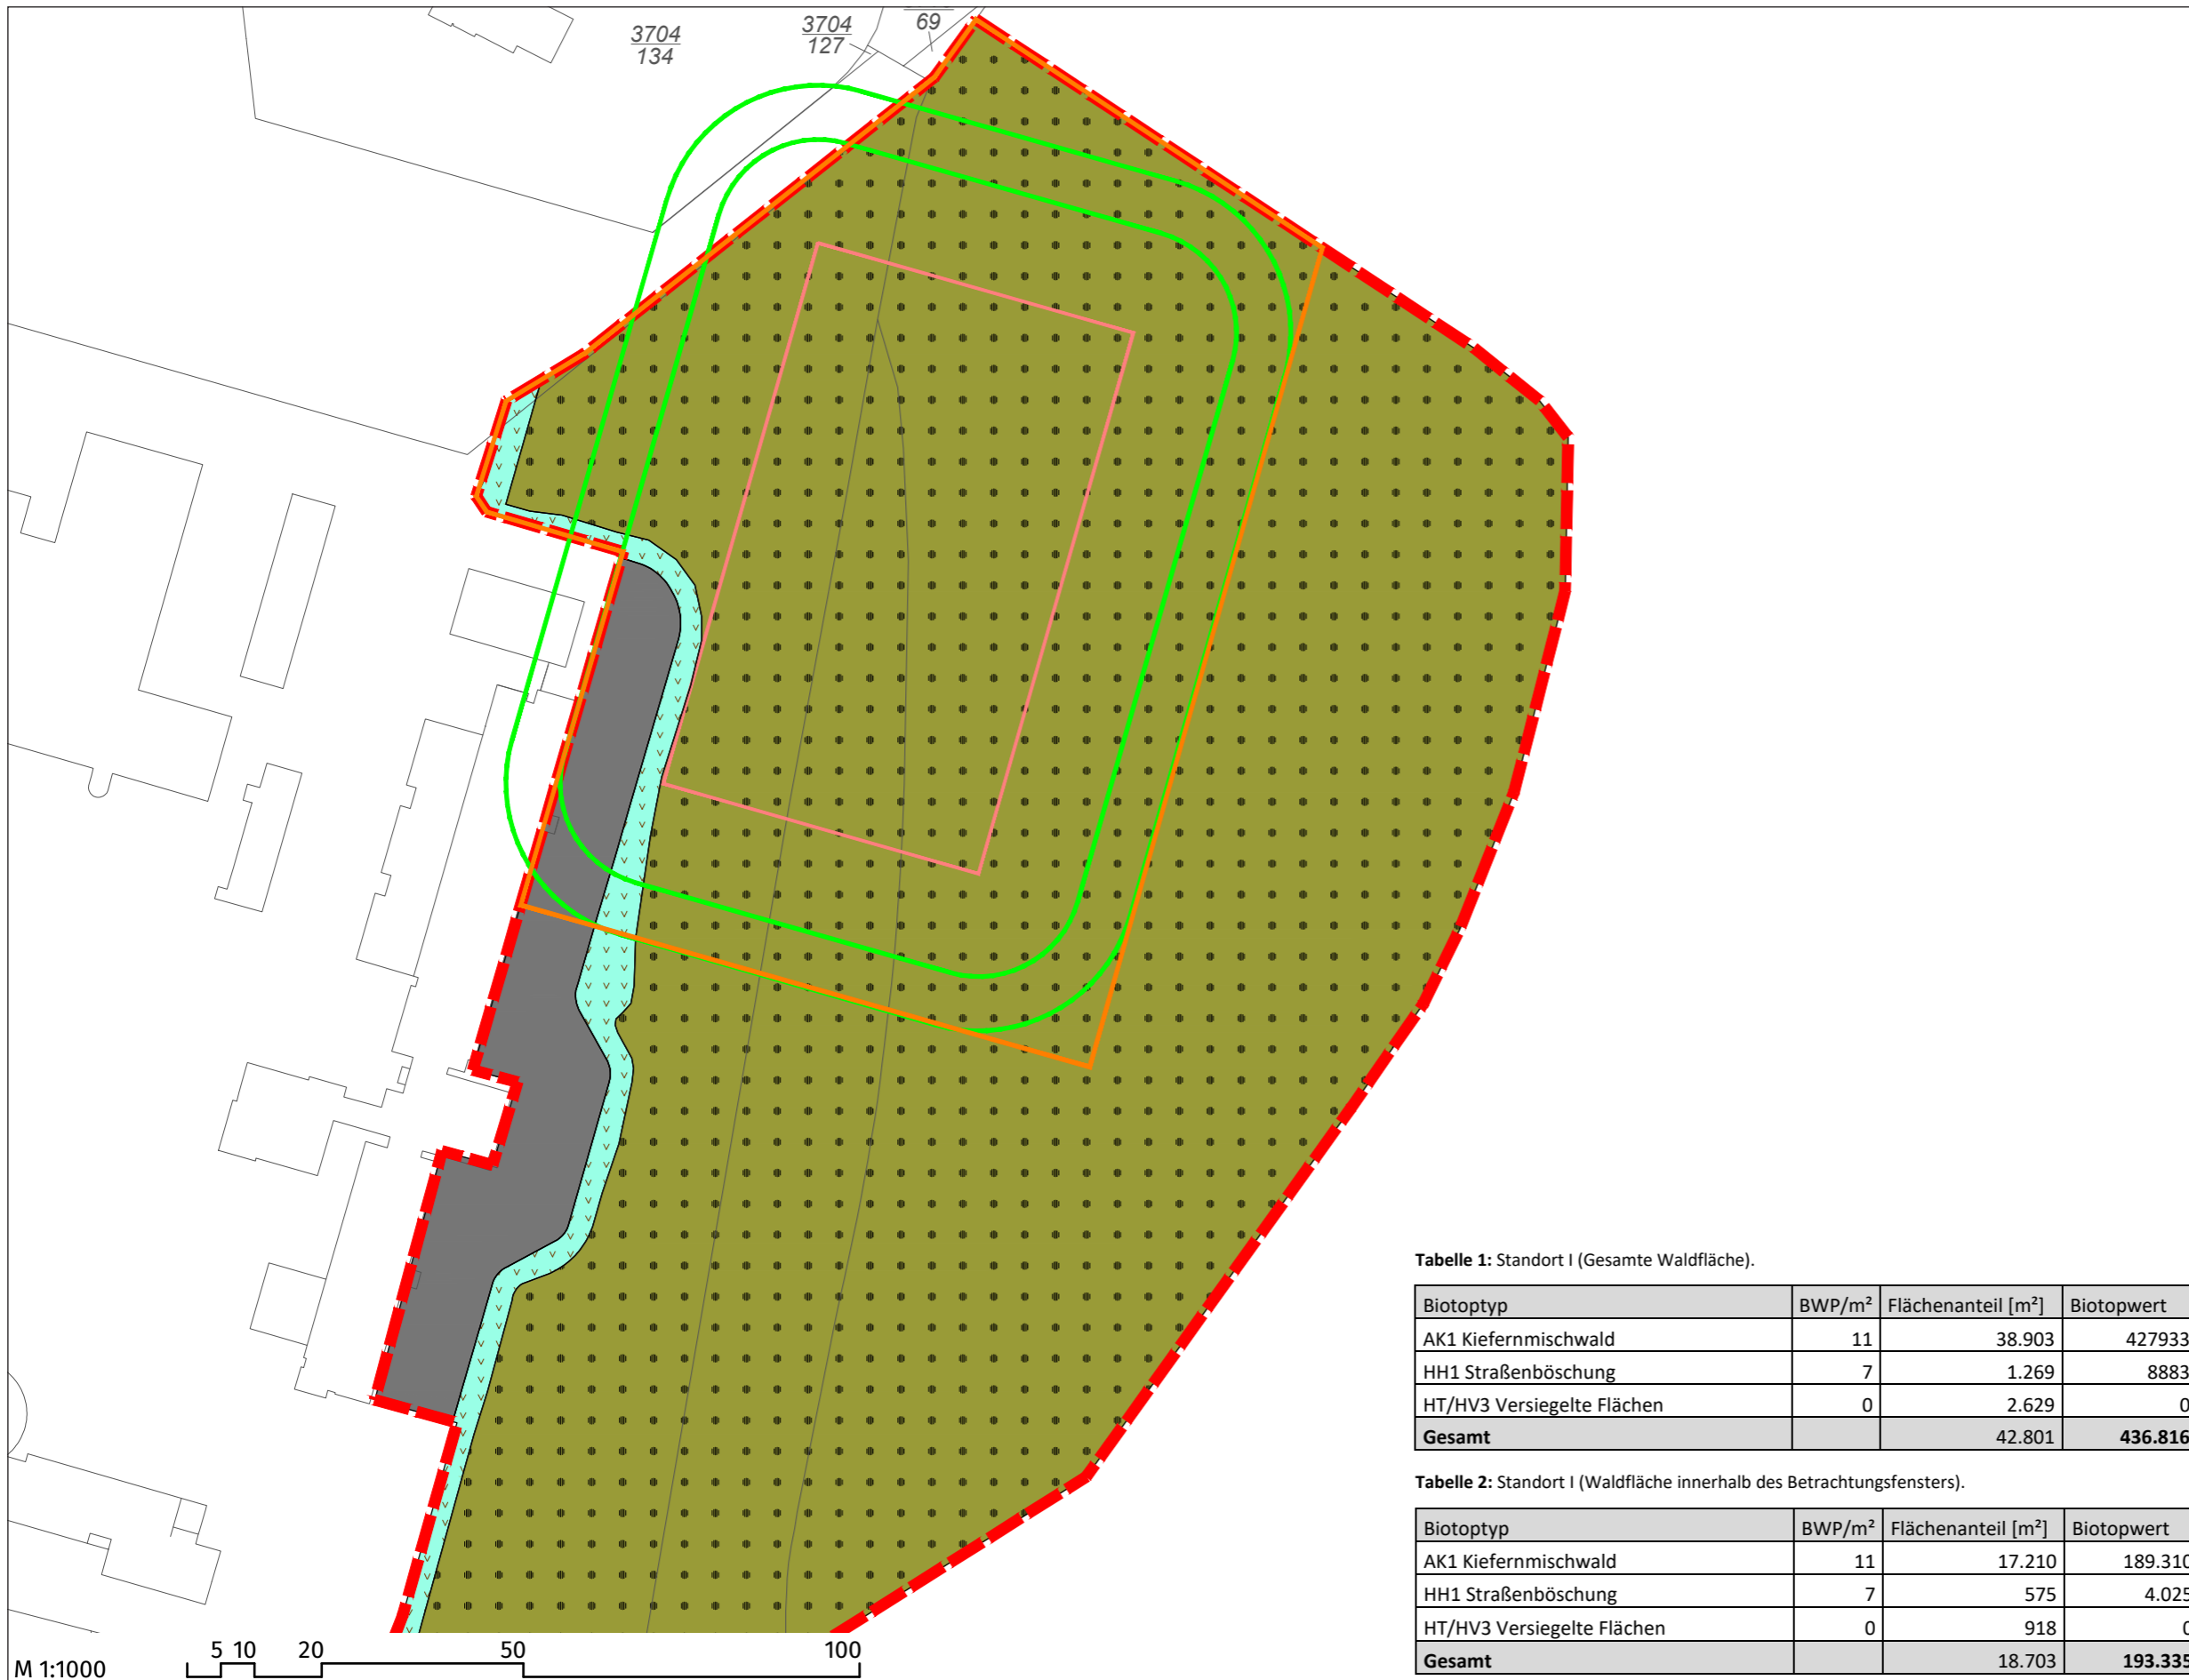 3704
134
3704
127
69
Tabelle 1: Standort I (Gesamte Waldfläche).
Biotoptyp BWP/m² Flächenanteil [m²] Biotopwert
AK1 Kiefernmischwald 11 38.903 427933
HH1 Straßenböschung 7 1.269 8883
HT/HV3 Versiegelte Flächen 0 2.629 0
Gesamt 42.801 436.816
Tabelle 2: Standort I (Waldfläche innerhalb des Betrachtungsfensters).
Biotoptyp BWP/m² Flächenanteil [m²] Biotopwert
AK1 Kiefernmischwald 11 17.210 189.310
HH1 Straßenböschung 7 575 4.025
HT/HV3 Versiegelte Flächen 0 918 0
Gesamt 18.703 193.335
5 10 20 50 100
M 1:1000